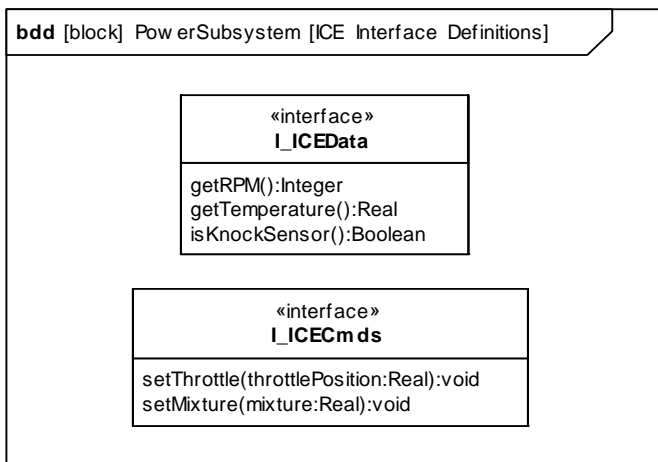 bdd [block] PowerSubsystem [ICE Interface Definitions]
«interface»
I_ICEData
getRPM():Integer
getTemperature():Real
isKnockSensor():Boolean
«interface»
I_ICECmds
setThrottle(throttlePosition:Real):void
setMixture(mixture:Real):void